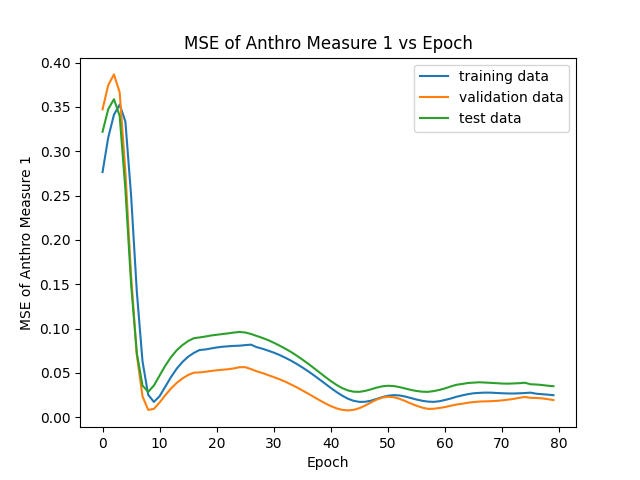 MSE of Anthro Measure 1 vs Epoch
training data
validation data
test data
MSE of Anthro Measure 1
0.40
0.35
0.30
0.25
0.20
0.15
0.10
0.05
0.00
0 10 20 30 40 50 60 70 80
Epoch